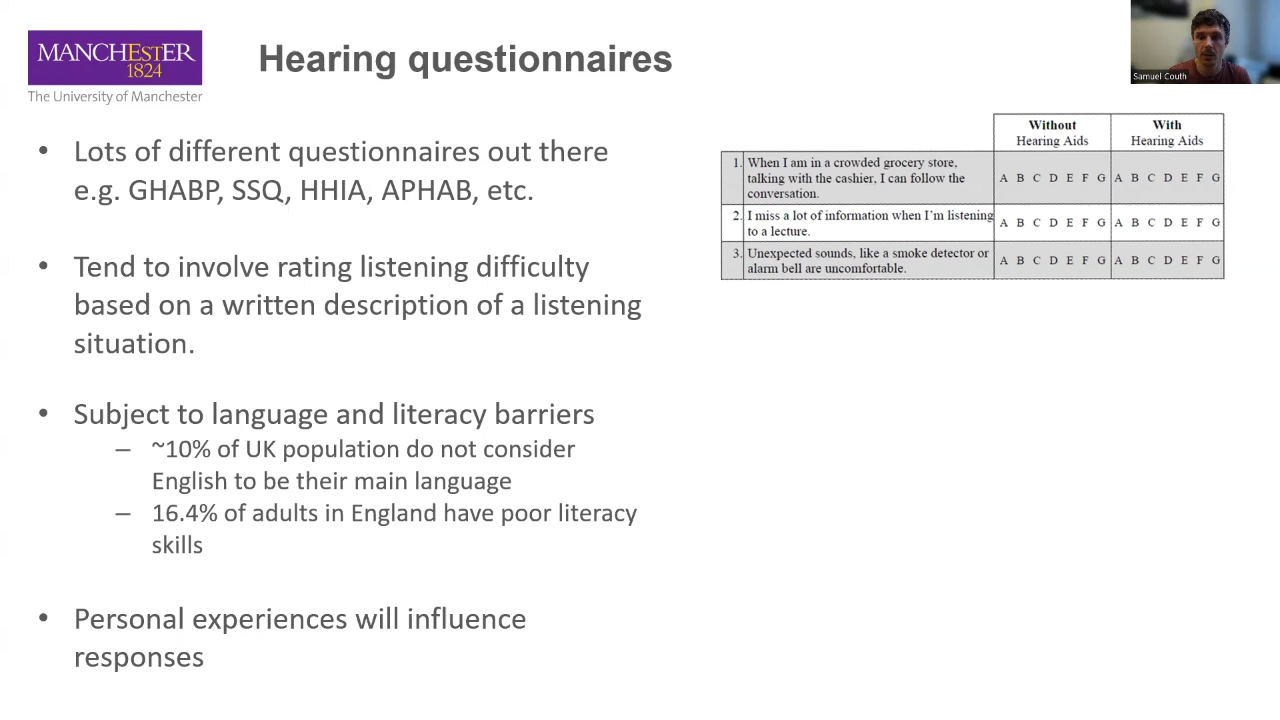 MANCHESTER
1824
The University of Manchester
Hearing questionnaires
Samuel Couth
• Lots of different questionnaires out there
e.g. GHABP, SSQ, HHIA, APHAB, etc.
• Tend to involve rating listening difficulty
based on a written description of a listening
situation.
• Subject to language and literacy barriers
– ~10% of UK population do not consider
English to be their main language
– 16.4% of adults in England have poor literacy
skills
• Personal experiences will influence
responses
Without With
Hearing Aids Hearing Aids
1. When I am in a crowded grocery store,
talking with the cashier, I can follow the A B C D E F G A B C D E F G
conversation.
2. I miss a lot of information when I'm listening
to a lecture. A B C D E F G A B C D E F G
3. Unexpected sounds, like a smoke detector or
alarm bell are uncomfortable. A B C D E F G A B C D E F G